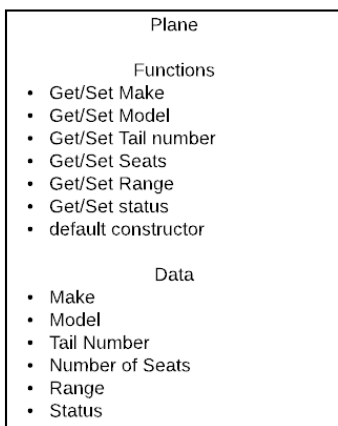 Plane
Functions
• Get/Set Make
• Get/Set Model
• Get/Set Tail number
• Get/Set Seats
• Get/Set Range
• Get/Set status
• default constructor
Data
• Make
• Model
• Tail Number
• Number of Seats
• Range
• Status